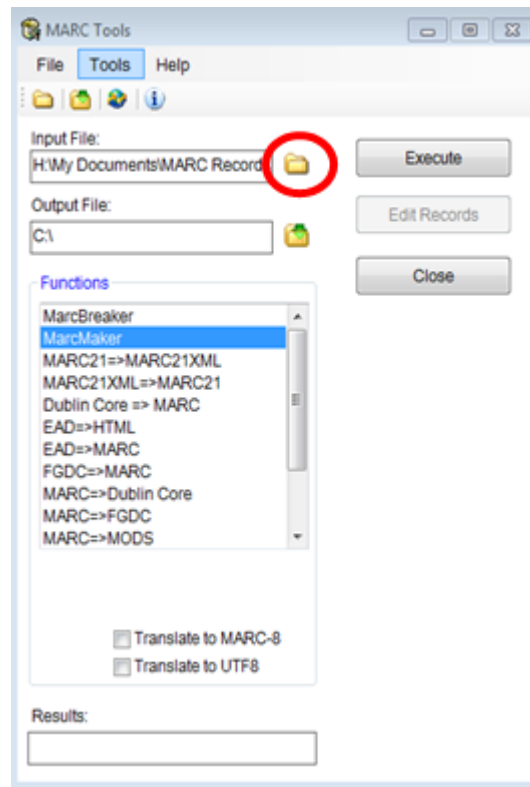 MARC Tools
File Tools Help
Input File:
H:\My Documents\MARC Record
Execute
Output File:
Edit Records
C:\
Close
Functions
MarcBreaker
MarcMaker
MARC21=>MARC21XML
MARC21XML=>MARC21
Dublin Core => MARC
EAD=>HTML
EAD=>MARC
FGDC=>MARC
MARC=>Dublin Core
MARC=>FGDC
MARC=>MODS
Translate to MARC-8
Translate to UTF8
Results: